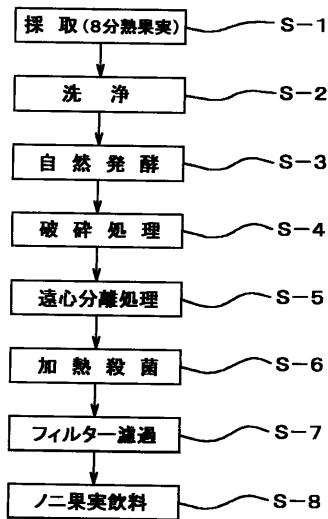 採 取 (8分熟果実) S-1
洗 浄 S-2
自 然 発 酵 S-3
破 砕 処 理 S-4
遠心分離処理 S-5
加 熱 殺 菌 S-6
フィルター濾過 S-7
ノニ果実飲料 S-8